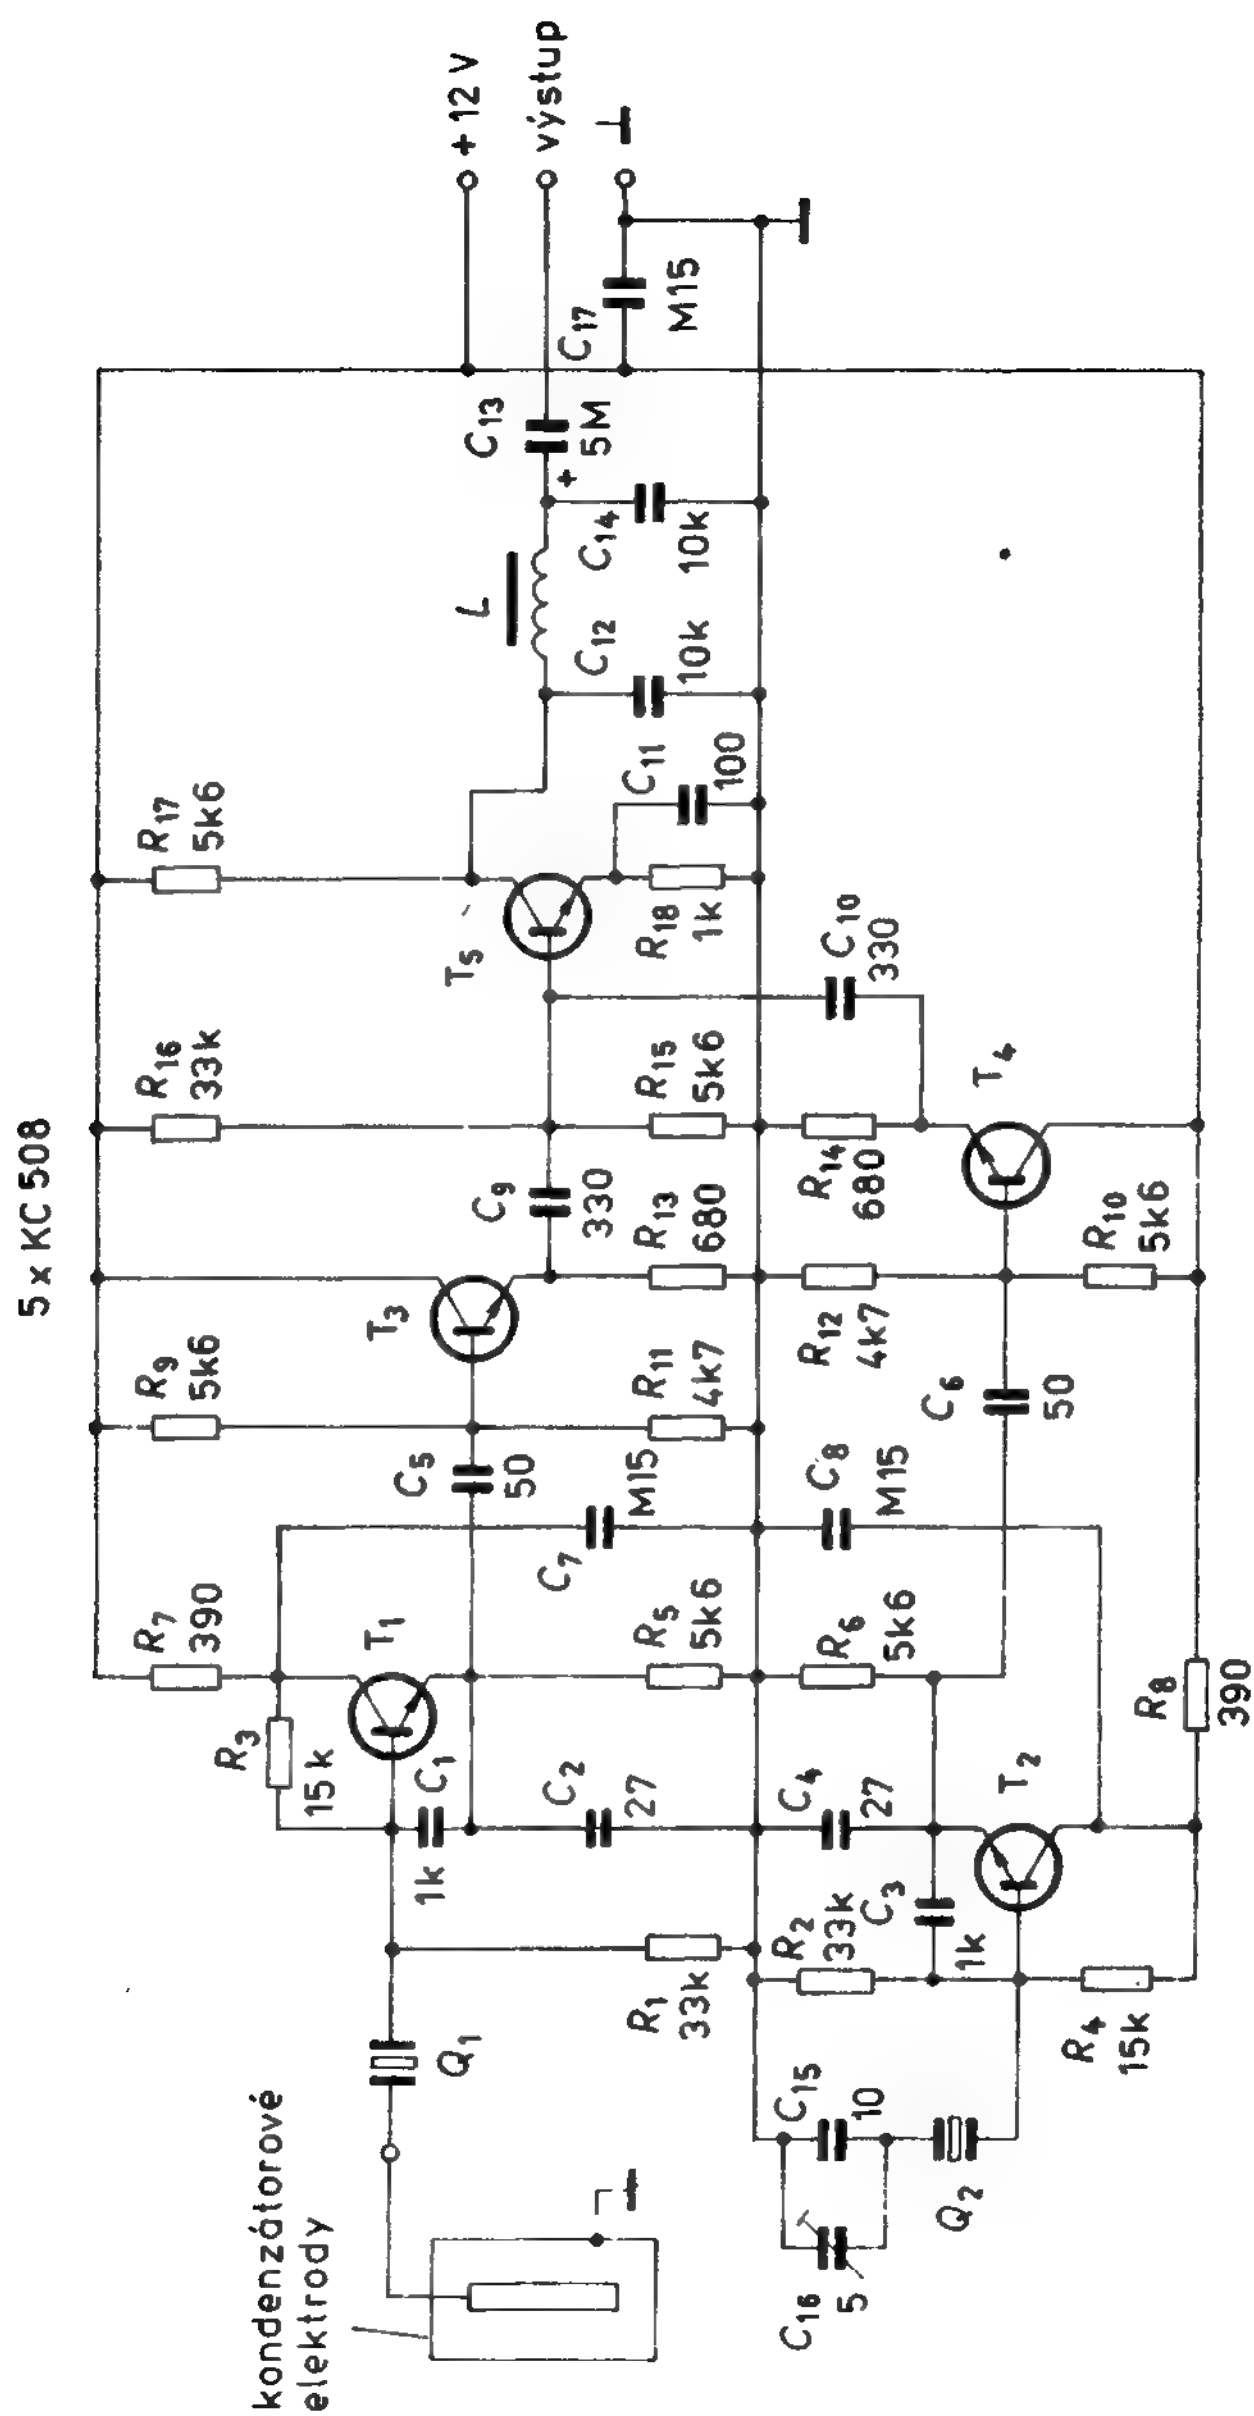 5 x KC 508
+ 12 V
výstup
⊥
kondenzátorové
elektrody
Q1
R1
33k
R3
15k
C1
1k
T1
R7
390
C2
27
R5
5k6
C7
M15
C5
50
R9
5k6
R11
4k7
T3
C9
330
R13
680
R16
33k
R15
5k6
T5
R17
5k6
R18
1k
C11
100
C12
10k
L
C14
10k
+
C13
5M
C17
M15
C16
5
C15
10
Q2
R2
33k
C3
1k
R4
15k
C4
27
T2
R6
5k6
R8
390
C8
M15
C6
50
R12
4k7
R10
5k6
R14
680
T4
C10
330